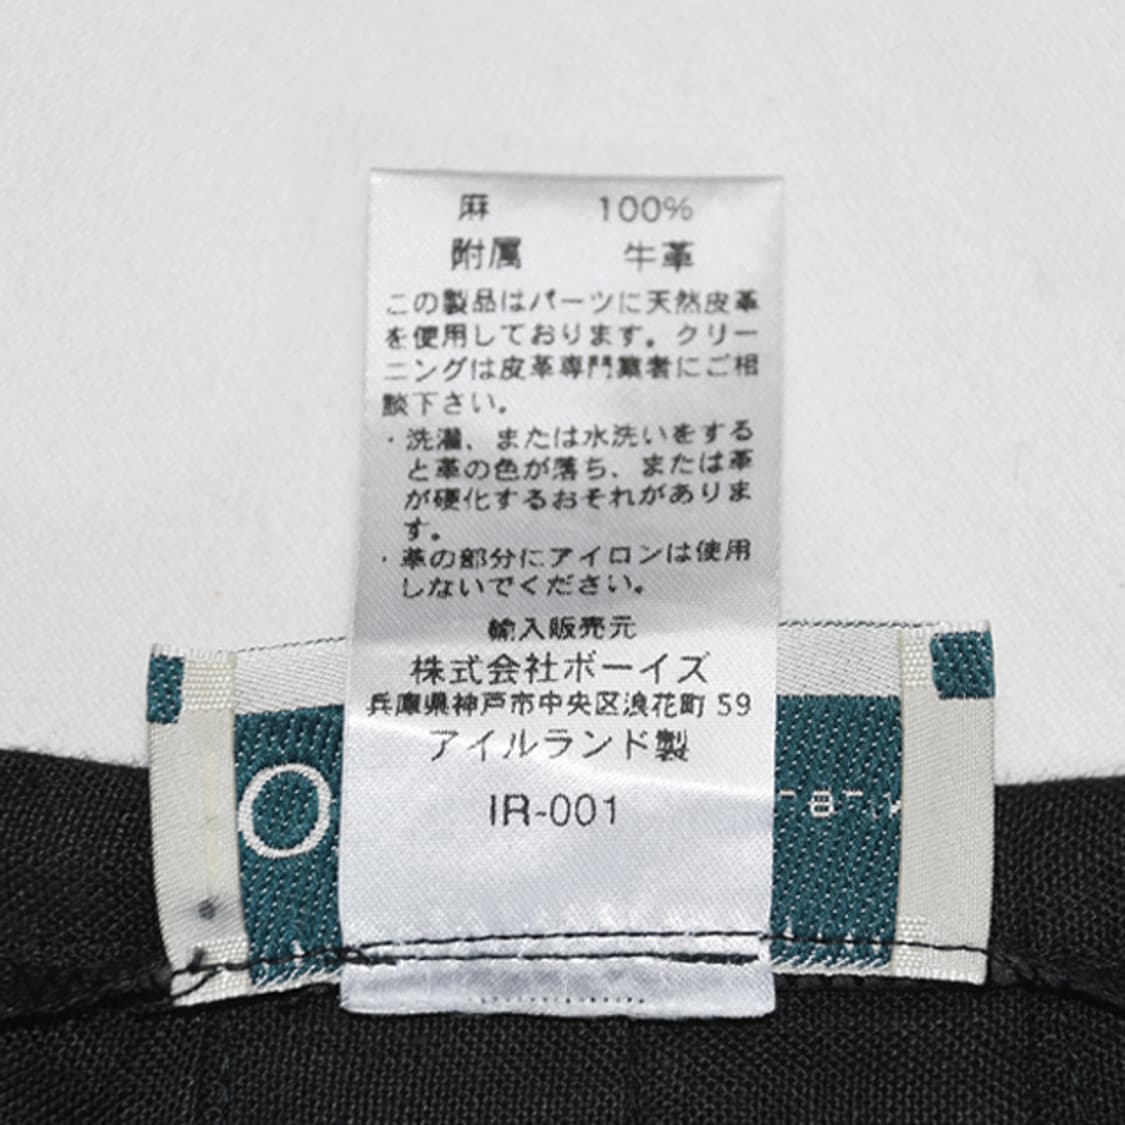 麻 100%
附属 牛革
この製品はパーツに天然皮革
を使用しております。クリー
ニングは皮革専門業者にご相
談下さい。
・洗濯、または水洗いをする
と革の色が落ち、または革
が硬化するおそれがありま
す。
・革の部分にアイロンは使用
しないでください。
輸入販売元
株式会社ボーイズ
兵庫県神戸市中央区浪花町 59
アイルランド製
IR-001
O